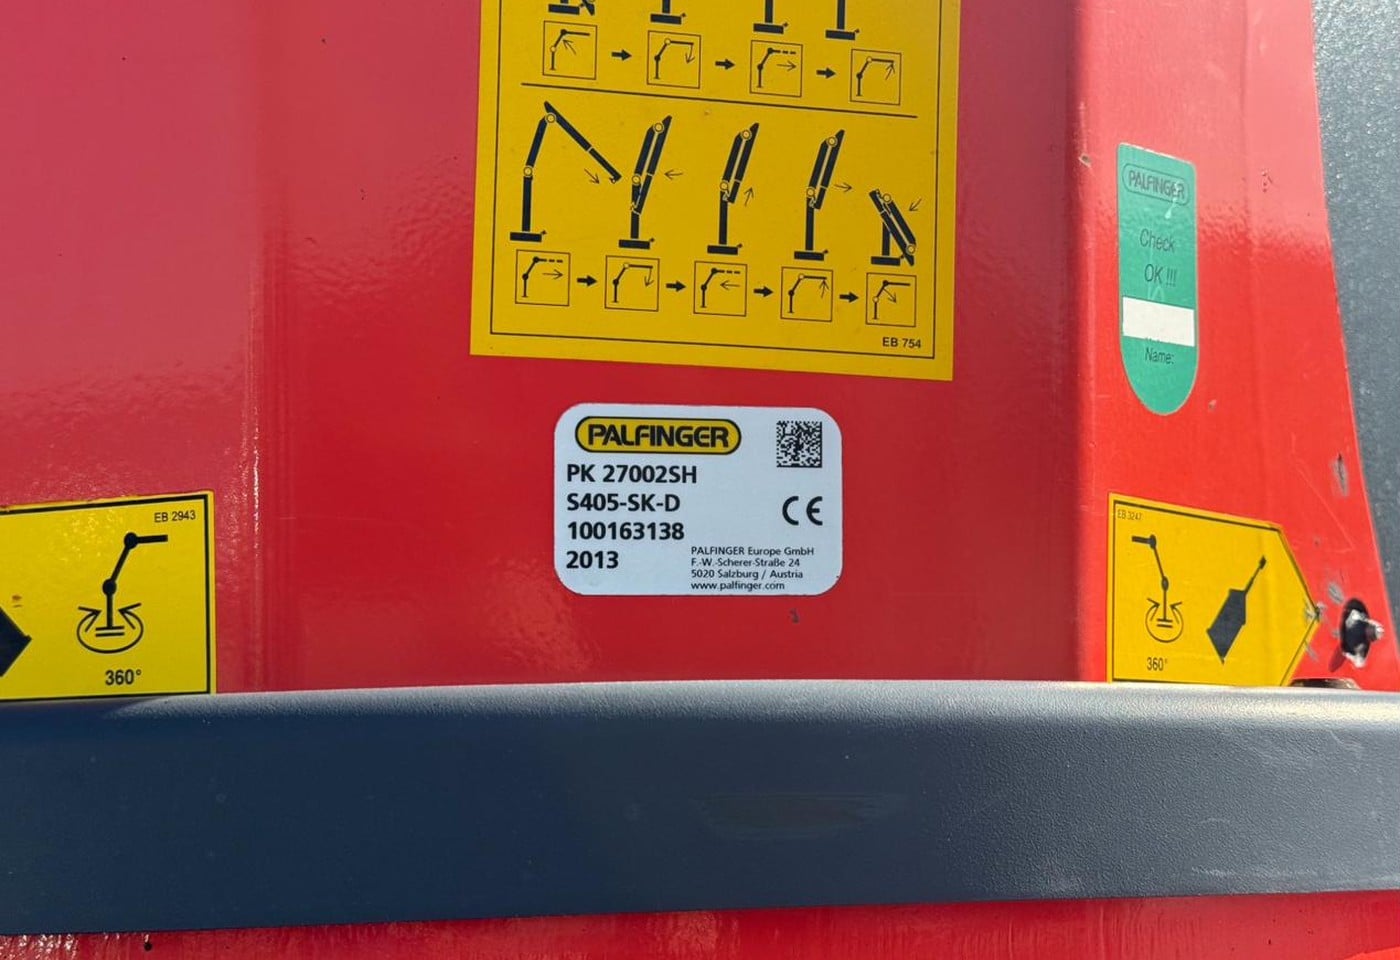 EB 754
PALFINGER
Check
OK !!!
Name:
PALFINGER
PK 27002SH
S405-SK-D
100163138
2013
CE
PALFINGER Europe GmbH
F.-W.-Scherer-Straße 24
5020 Salzburg / Austria
www.palfinger.com
EB 2943
360°
EB 3247
360°